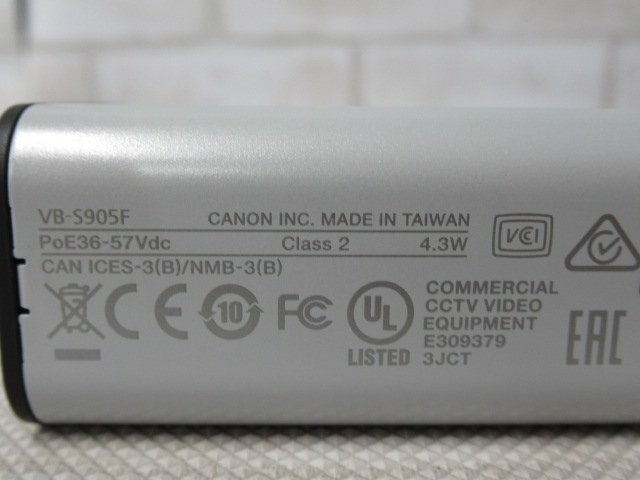 VB-S905F CANON INC. MADE IN TAIWAN
PoE36-57Vdc Class 2 4.3W
CAN ICES-3(B)/NMB-3(B)
VCI
CE
10
FC
UL
LISTED
COMMERCIAL
CCTV VIDEO
EQUIPMENT
E309379
3JCT
EAC